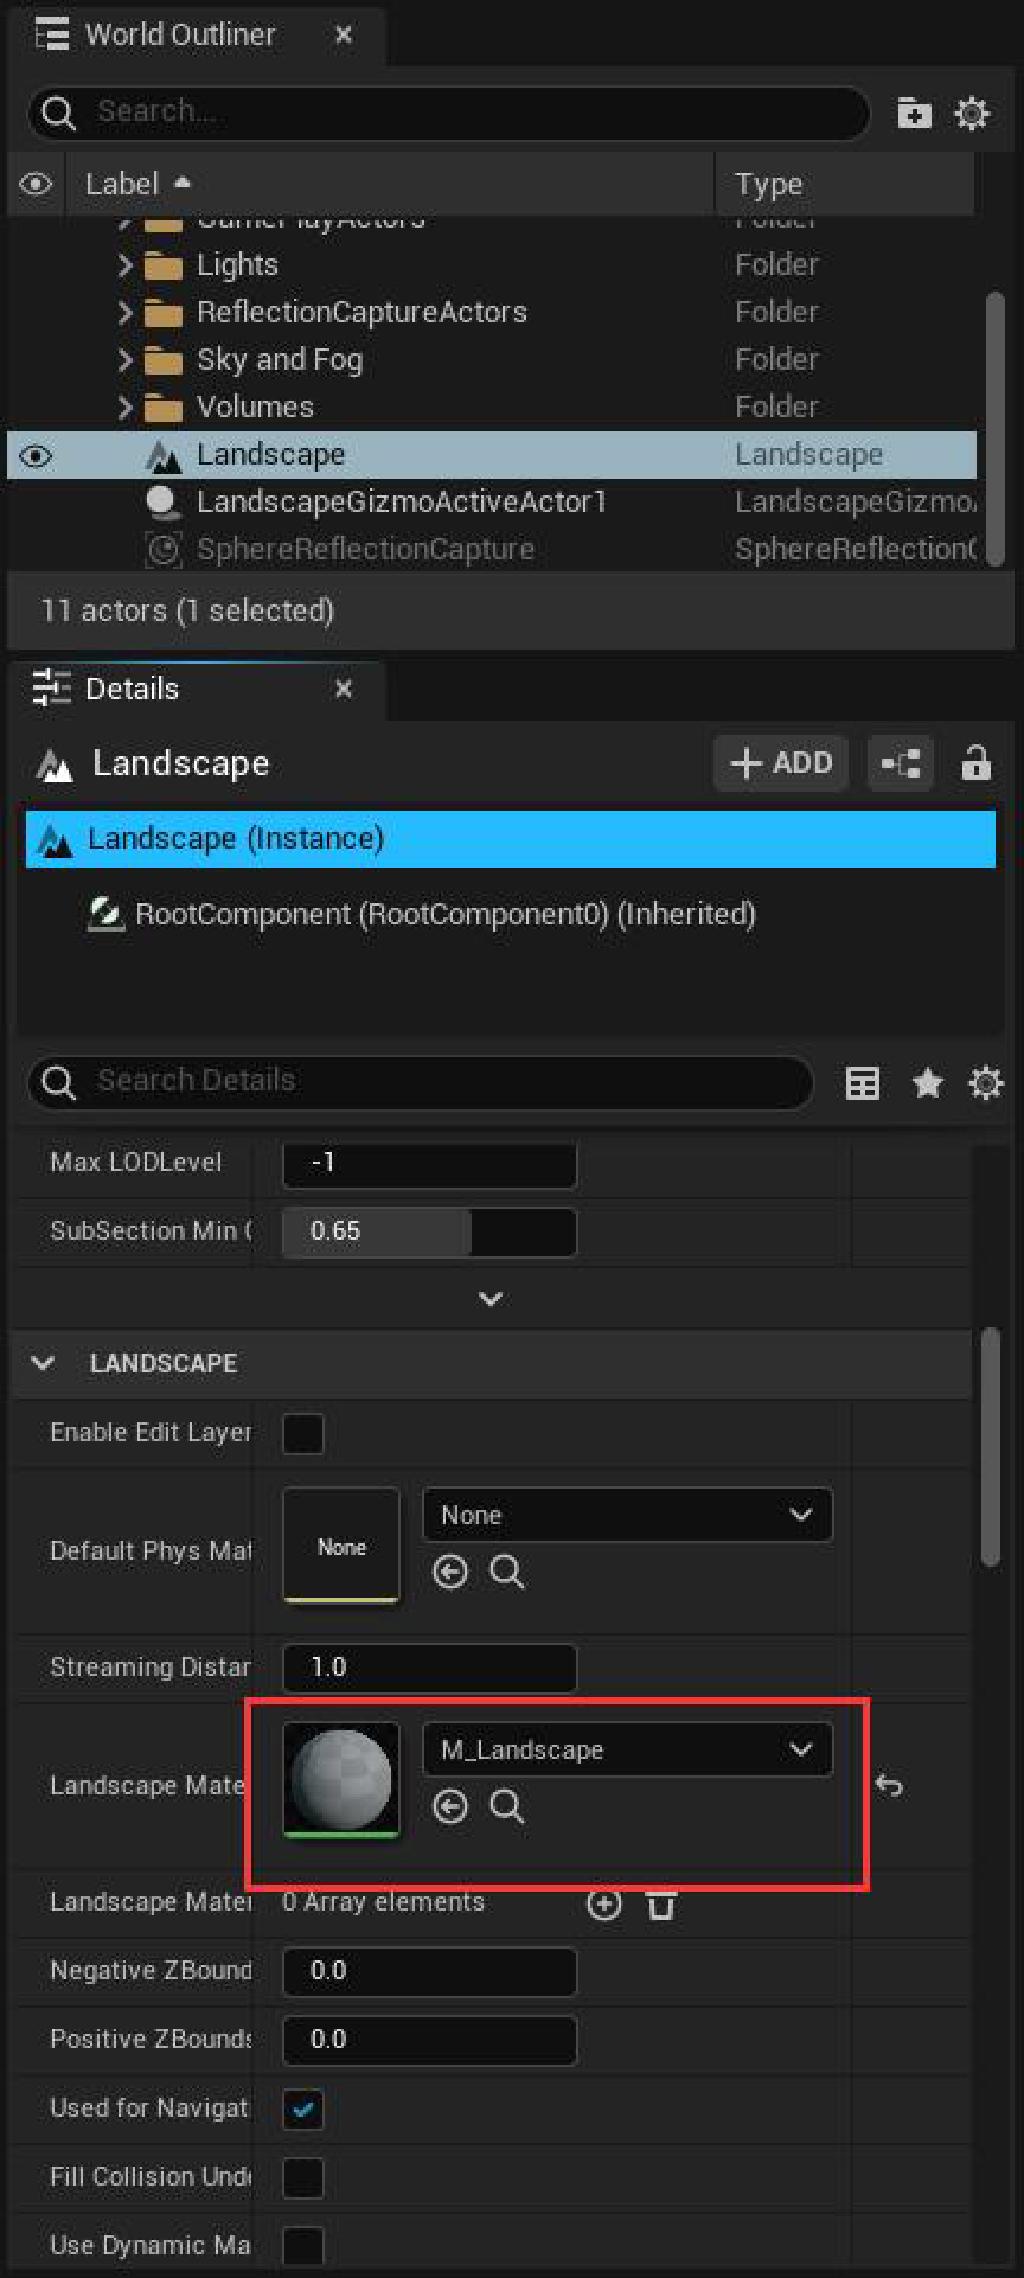 World Outliner
Search...
Label
Type
GamePlayActors
Folder
Lights
Folder
ReflectionCaptureActors
Folder
Sky and Fog
Folder
Volumes
Folder
Landscape
Landscape
LandscapeGizmoActiveActor1
LandscapeGizmo
SphereReflectionCapture
SphereReflection
11 actors (1 selected)
Details
Landscape
ADD
Landscape (Instance)
RootComponent (RootComponent0) (Inherited)
Search Details
Max LODLevel
-1
SubSection Min
0.65
LANDSCAPE
Enable Edit Layer
Default Phys Mat
None
None
Streaming Distan
1.0
Landscape Mate
M_Landscape
Landscape Mater
0 Array elements
Negative ZBound
0.0
Positive ZBounds
0.0
Used for Navigat
Fill Collision Unde
Use Dynamic Ma